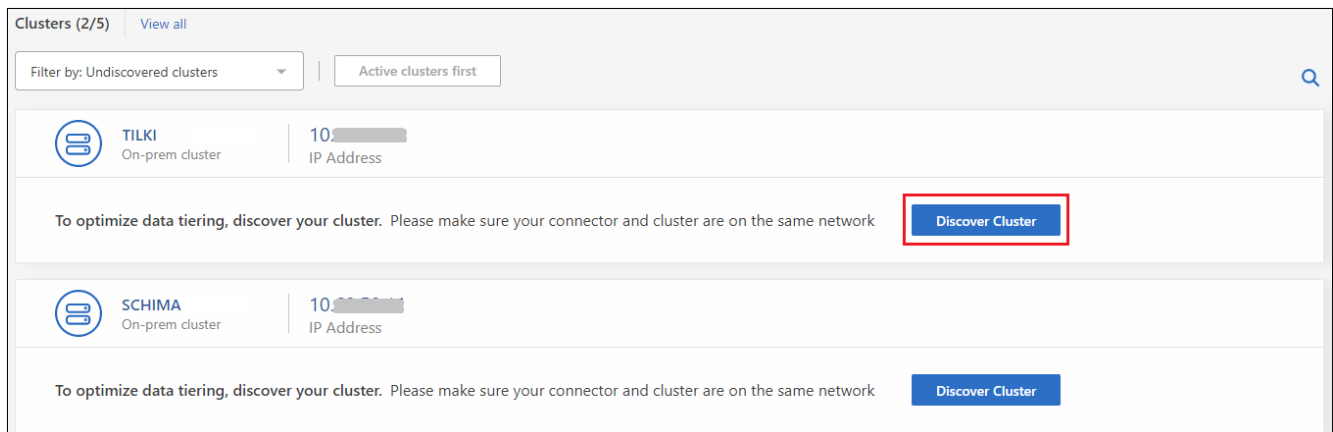 Clusters (2/5) View all
Filter by: Undiscovered clusters Active clusters first
TILKI 10.
On-prem cluster IP Address
To optimize data tiering, discover your cluster. Please make sure your connector and cluster are on the same network Discover Cluster
SCHIMA 10.
On-prem cluster IP Address
To optimize data tiering, discover your cluster. Please make sure your connector and cluster are on the same network Discover Cluster